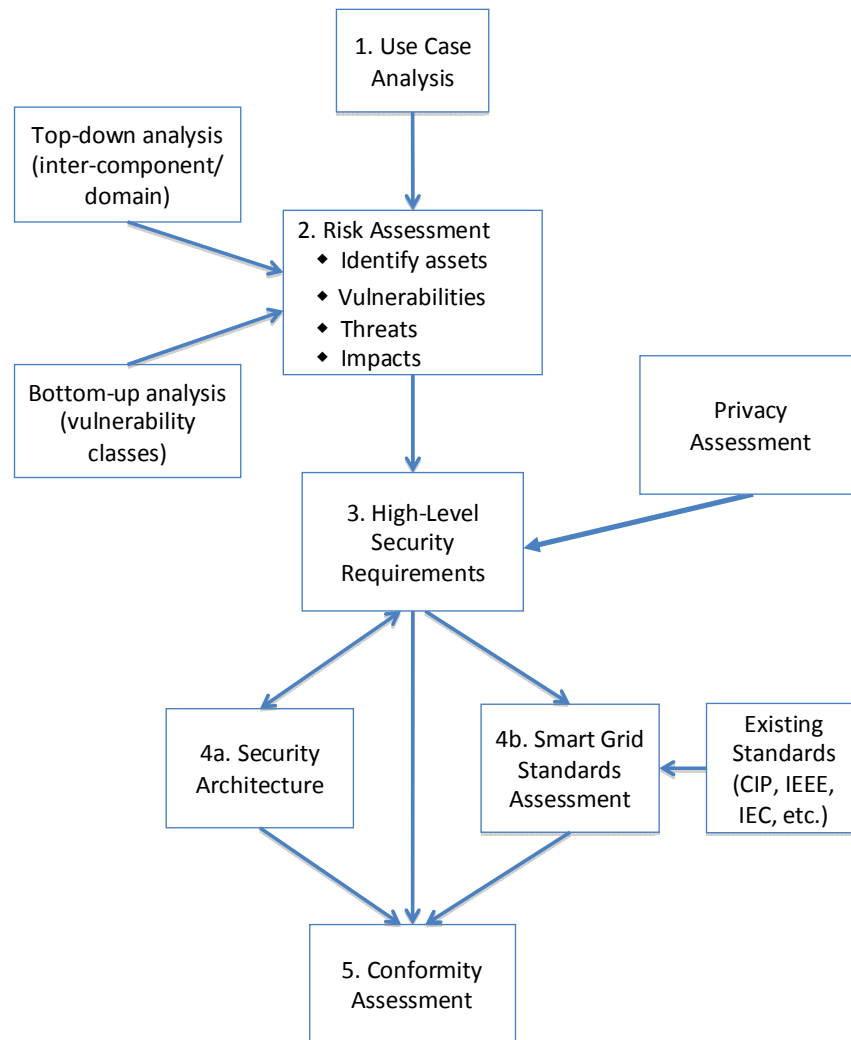 1. Use Case
Analysis
Top-down analysis
(inter-component/
domain)
2. Risk Assessment
◆ Identify assets
◆ Vulnerabilities
◆ Threats
◆ Impacts
Bottom-up analysis
(vulnerability
classes)
Privacy
Assessment
3. High-Level
Security
Requirements
4a. Security
Architecture
4b. Smart Grid
Standards
Assessment
Existing
Standards
(CIP, IEEE,
IEC, etc.)
5. Conformity
Assessment